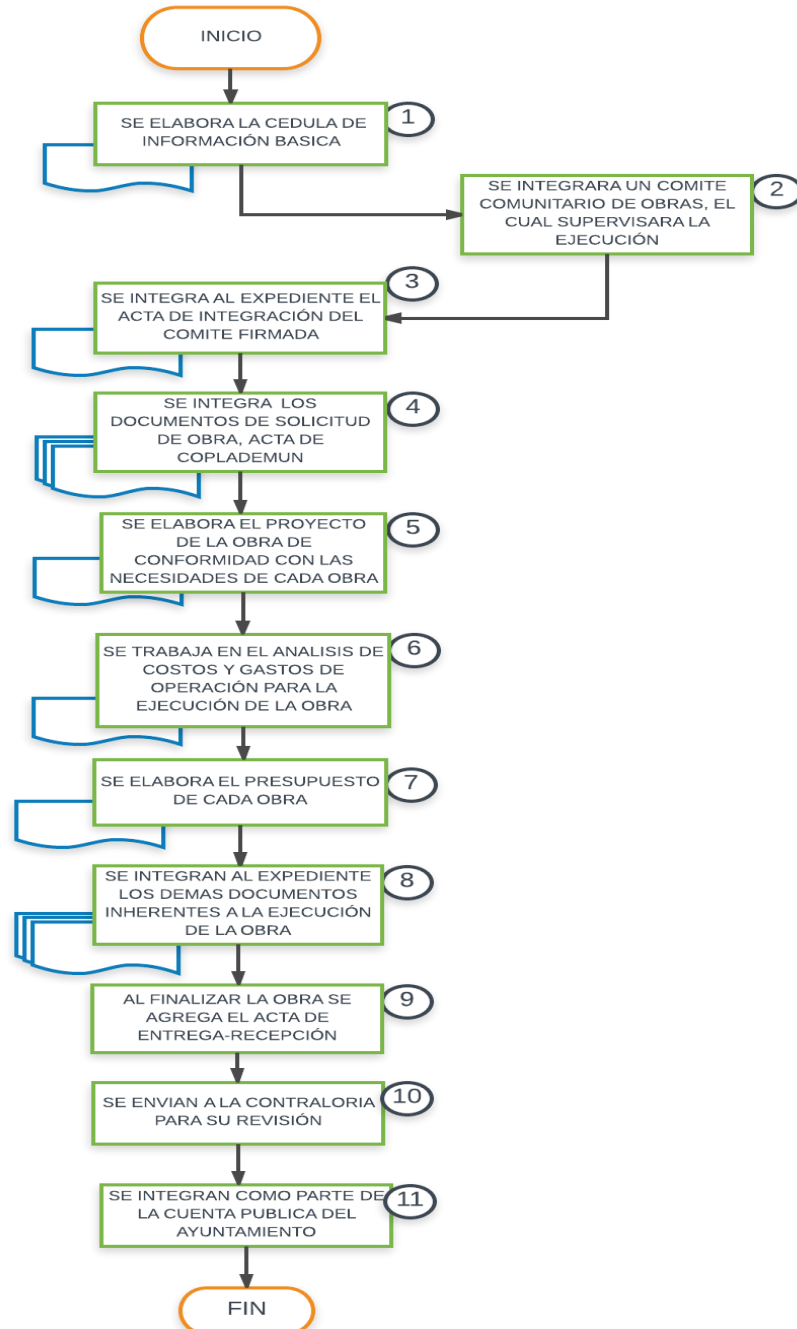 INICIO
1
SE ELABORA LA CEDULA DE
INFORMACIÓN BASICA
2
SE INTEGRARA UN COMITE
COMUNITARIO DE OBRAS, EL
CUAL SUPERVISARA LA
EJECUCIÓN
3
SE INTEGRA AL EXPEDIENTE EL
ACTA DE INTEGRACIÓN DEL
COMITE FIRMADA
4
SE INTEGRA LOS
DOCUMENTOS DE SOLICITUD
DE OBRA, ACTA DE
COPLADEMUN
5
SE ELABORA EL PROYECTO
DE LA OBRA DE
CONFORMIDAD CON LAS
NECESIDADES DE CADA OBRA
6
SE TRABAJA EN EL ANALISIS DE
COSTOS Y GASTOS DE
OPERACIÓN PARA LA
EJECUCIÓN DE LA OBRA
7
SE ELABORA EL PRESUPUESTO
DE CADA OBRA
8
SE INTEGRAN AL EXPEDIENTE
LOS DEMAS DOCUMENTOS
INHERENTES A LA EJECUCIÓN
DE LA OBRA
9
AL FINALIZAR LA OBRA SE
AGREGA EL ACTA DE
ENTREGA-RECEPCIÓN
10
SE ENVIAN A LA CONTRALORIA
PARA SU REVISIÓN
11
SE INTEGRAN COMO PARTE DE
LA CUENTA PUBLICA DEL
AYUNTAMIENTO
FIN